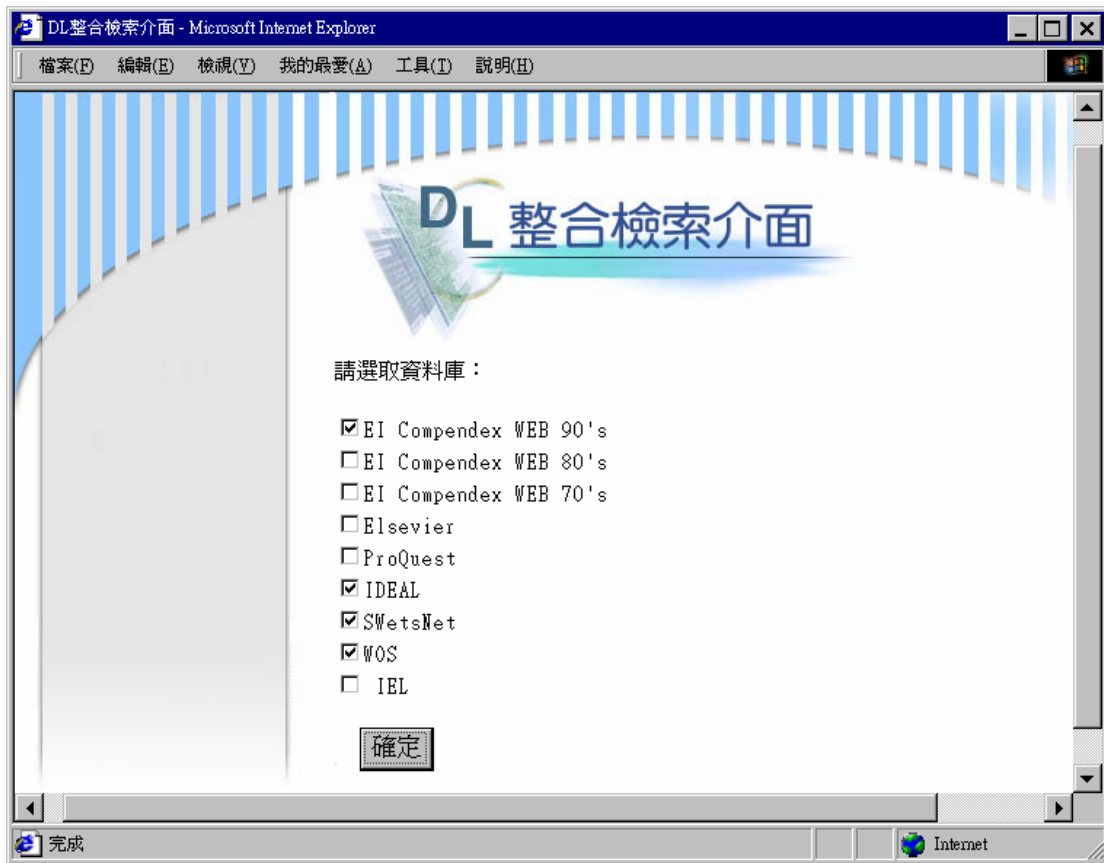 DL整合檢索介面 - Microsoft Internet Explorer
檔案(F) 編輯(E) 檢視(V) 我的最愛(A) 工具(T) 說明(H)
DL 整合檢索介面
請選取資料庫：
EI Compendex WEB 90's
EI Compendex WEB 80's
EI Compendex WEB 70's
Elsevier
ProQuest
IDEAL
SWetsNet
WOS
IEL
確定
完成 Internet